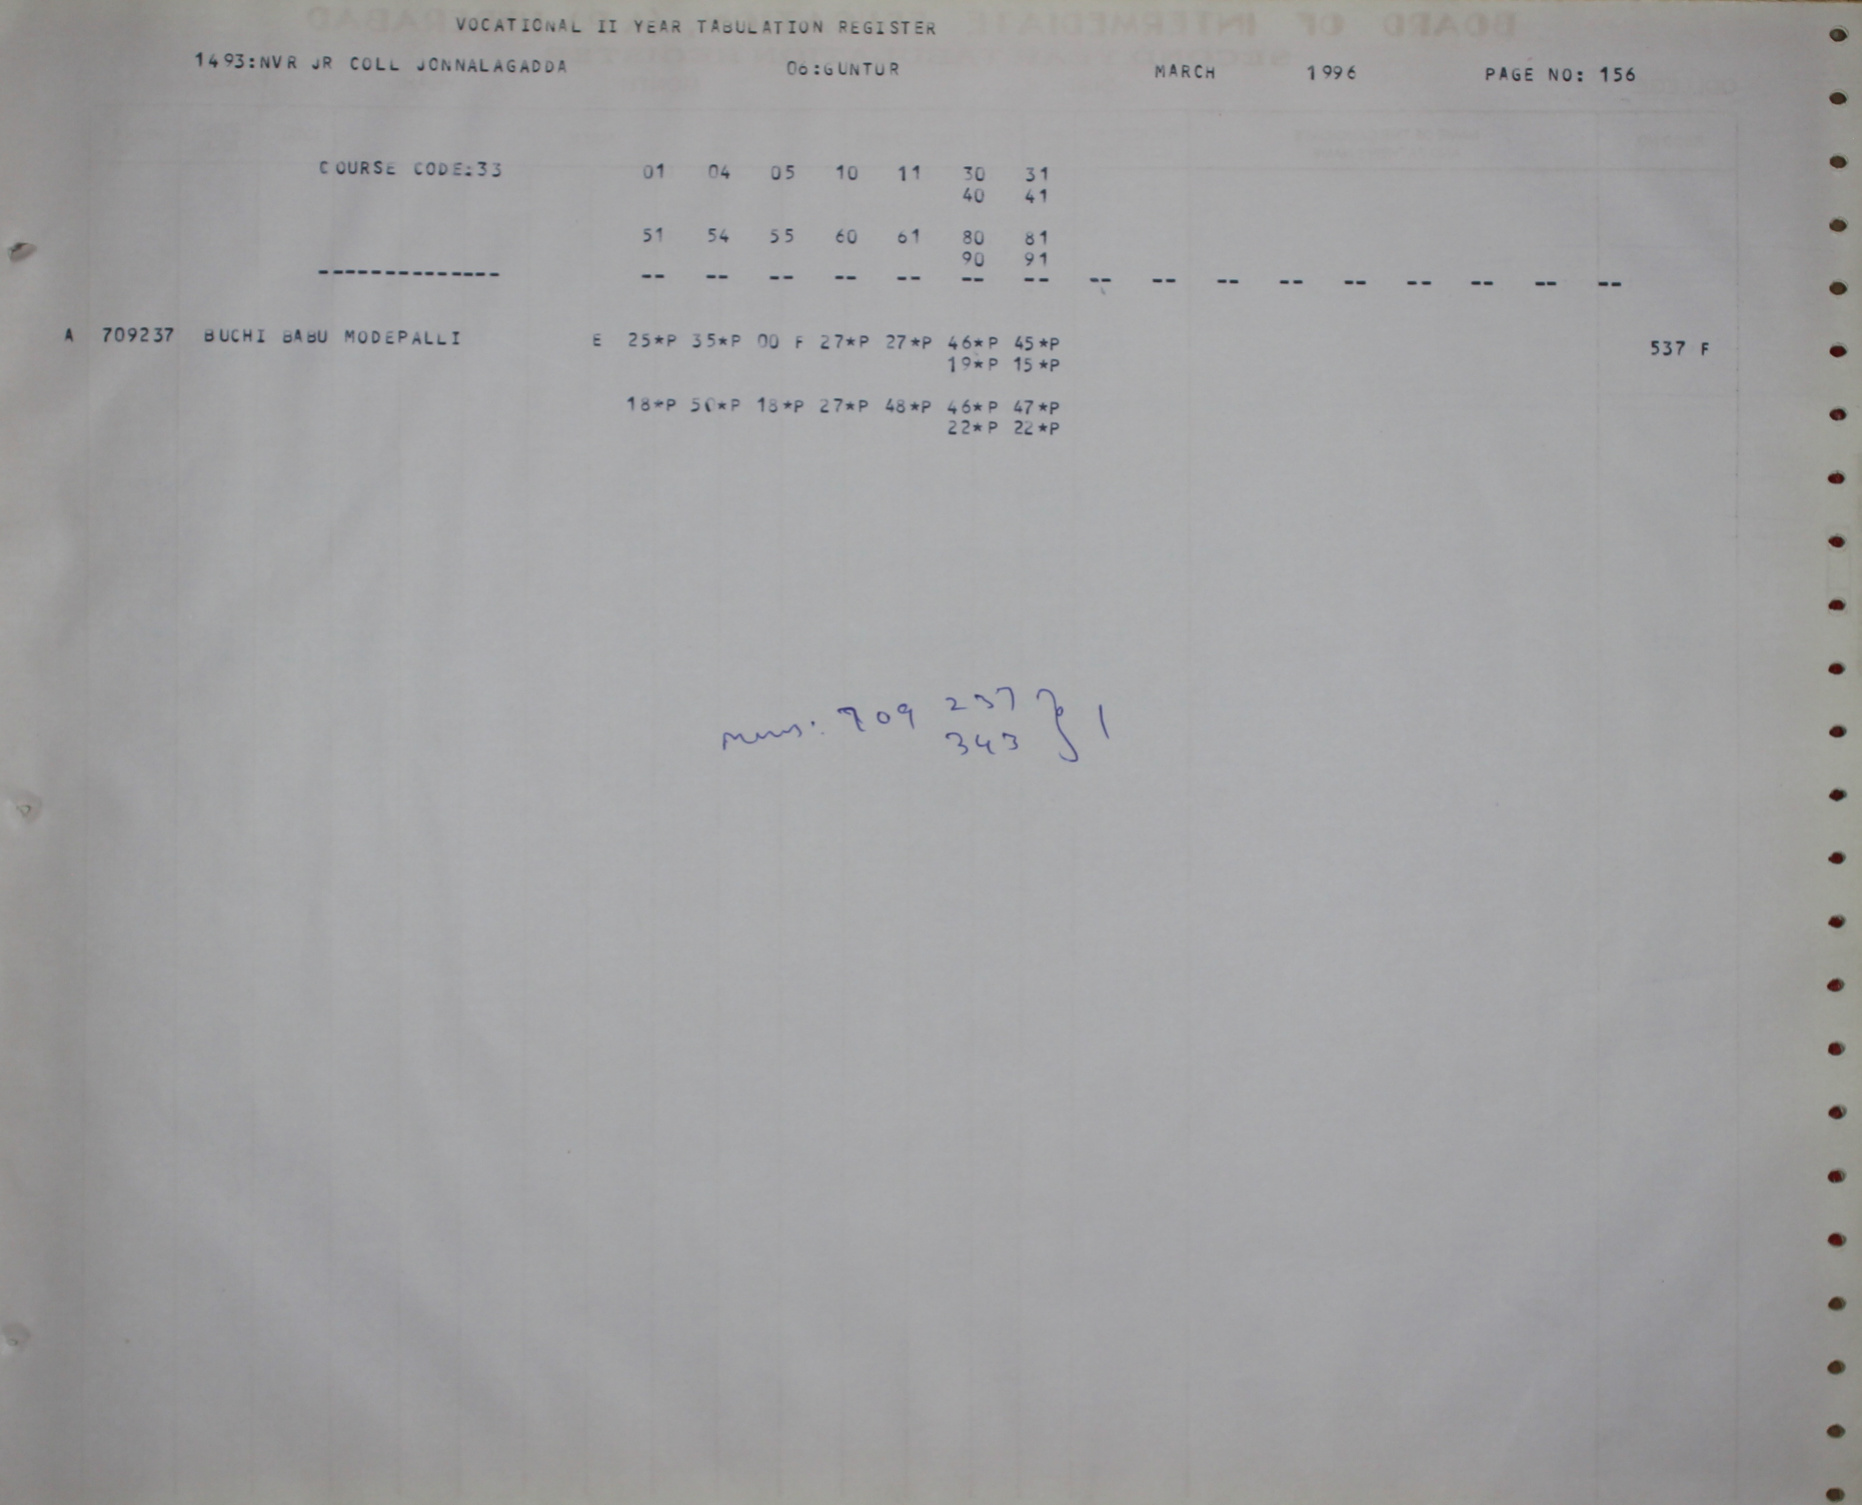 VOCATIONAL II YEAR TABULATION REGISTER
1493:NVR JR COLL JONNALAGADDA 06:GUNTUR MARCH 1996 PAGE NO: 156
COURSE CODE:33 01 04 05 10 11 30 31
40 41
51 54 55 60 61 80 81
90 91
-------------- -- -- -- -- -- -- -- -- -- -- -- -- -- -- -- --
A 709237 BUCHI BABU MODEPALLI E 25*P 35*P 00 F 27*P 27*P 46*P 45*P 537 F
19*P 15*P
18*P 50*P 18*P 27*P 48*P 46*P 47*P
22*P 22*P
709 237 } 1
343